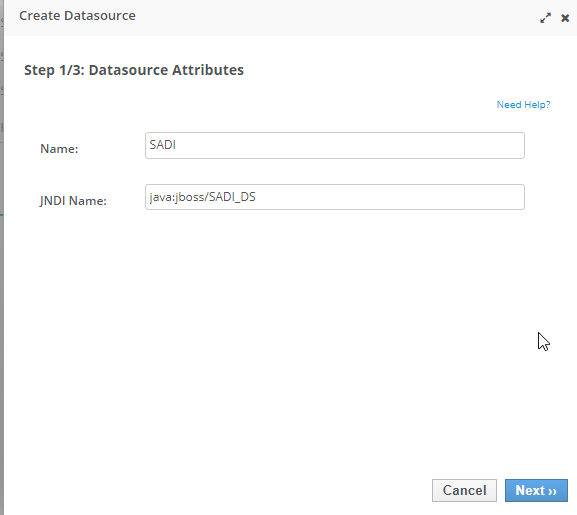 Create Datasource
Step 1/3: Datasource Attributes
Need Help?
Name: SADI
JNDI Name: java:jboss/SADI_DS
Cancel Next ››